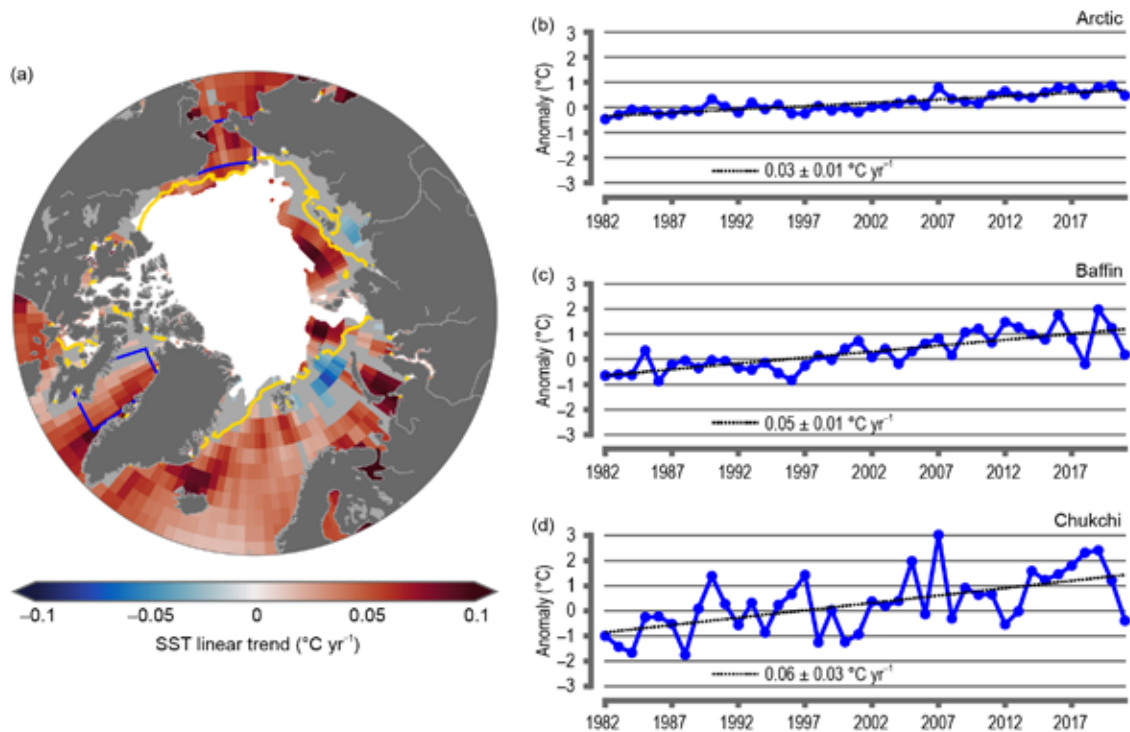 (a)
−0.1 −0.05 0 0.05 0.1
SST linear trend (°C yr⁻¹)
(b) Arctic
Anomaly (°C)
3
2
1
0
−1
−2
−3
0.03 ± 0.01 °C yr⁻¹
1982 1987 1992 1997 2002 2007 2012 2017
(c) Baffin
Anomaly (°C)
3
2
1
0
−1
−2
−3
0.05 ± 0.01 °C yr⁻¹
1982 1987 1992 1997 2002 2007 2012 2017
(d) Chukchi
Anomaly (°C)
3
2
1
0
−1
−2
−3
0.06 ± 0.03 °C yr⁻¹
1982 1987 1992 1997 2002 2007 2012 2017